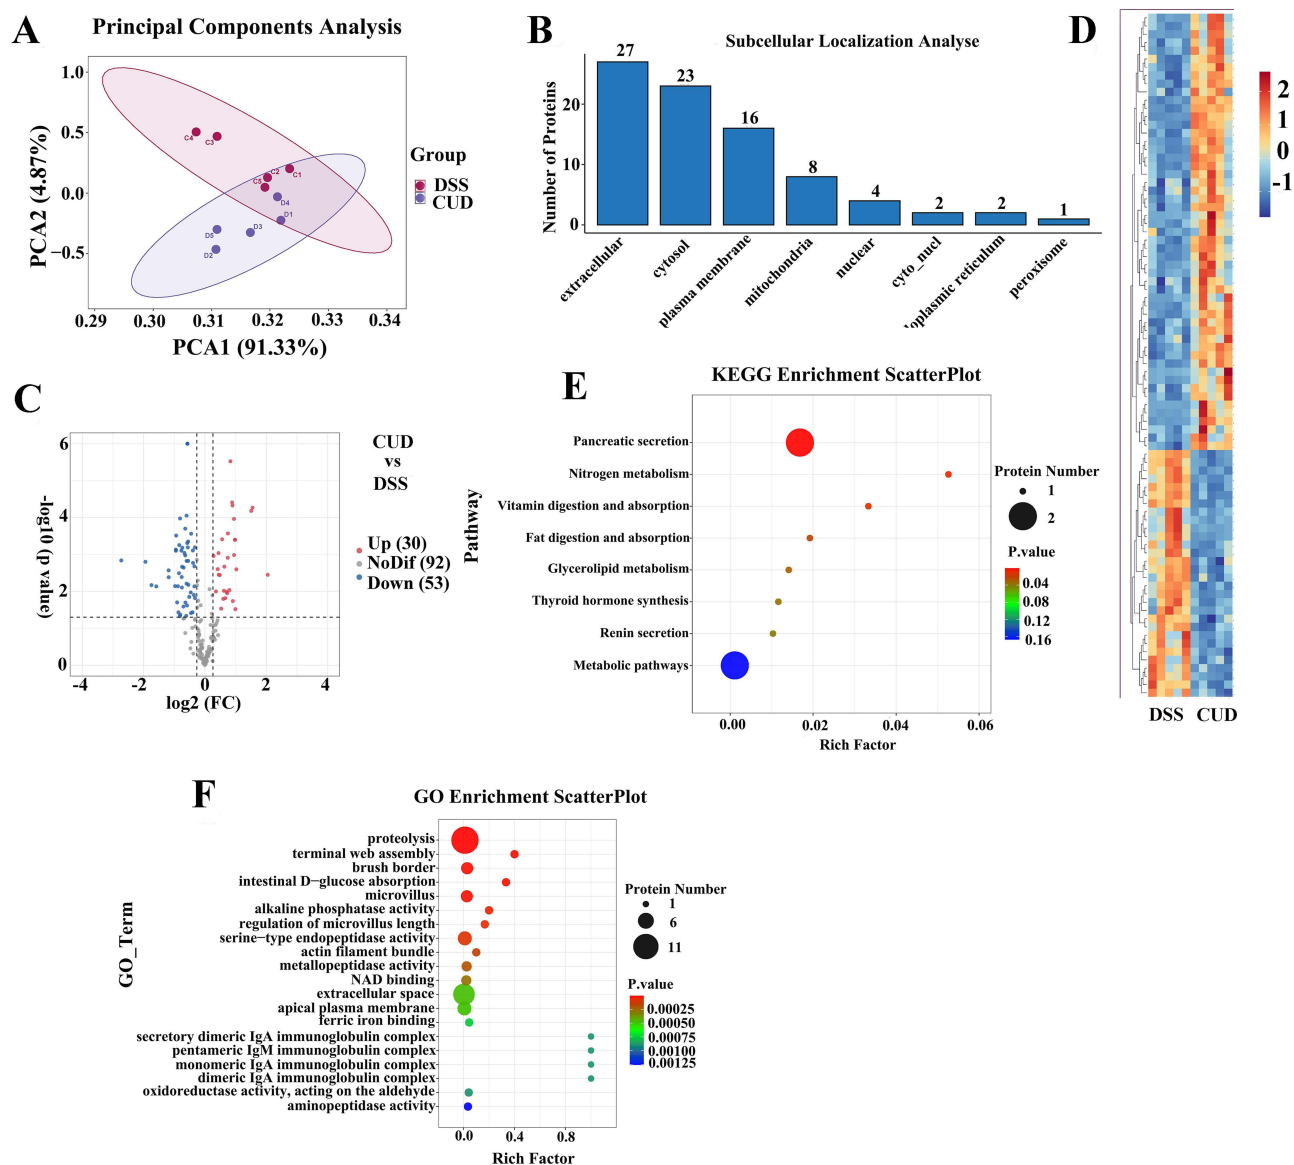 A
Principal Components Analysis
PCA2 (4.87%)
1.0
0.5
0.0
−0.5
C4
C3
C2
C1
C5
D4
D1
D5
D3
D2
0.29 0.30 0.31 0.32 0.33 0.34
PCA1 (91.33%)
Group
DSS
CUD
B
Subcellular Localization Analyse
Number of Proteins
20
10
0
27
23
16
8
4
2
2
1
extracellular
cytosol
plasma membrane
mitochondria
nuclear
cyto_nucl
loplasmic reticulum
peroxisome
D
2
1
0
-1
DSS CUD
C
-log10 (p value)
6
4
2
0
-4 -2 0 2 4
log2 (FC)
CUD
vs
DSS
Up (30)
NoDif (92)
Down (53)
E
KEGG Enrichment ScatterPlot
Pathway
Pancreatic secretion
Nitrogen metabolism
Vitamin digestion and absorption
Fat digestion and absorption
Glycerolipid metabolism
Thyroid hormone synthesis
Renin secretion
Metabolic pathways
0.00 0.02 0.04 0.06
Rich Factor
Protein Number
1
2
P.value
0.04
0.08
0.12
0.16
F
GO Enrichment ScatterPlot
GO_Term
proteolysis
terminal web assembly
brush border
intestinal D−glucose absorption
microvillus
alkaline phosphatase activity
regulation of microvillus length
serine−type endopeptidase activity
actin filament bundle
metallopeptidase activity
NAD binding
extracellular space
apical plasma membrane
ferric iron binding
secretory dimeric IgA immunoglobulin complex
pentameric IgM immunoglobulin complex
monomeric IgA immunoglobulin complex
dimeric IgA immunoglobulin complex
oxidoreductase activity, acting on the aldehyde
aminopeptidase activity
0.0 0.4 0.8
Rich Factor
Protein Number
1
6
11
P.value
0.00025
0.00050
0.00075
0.00100
0.00125